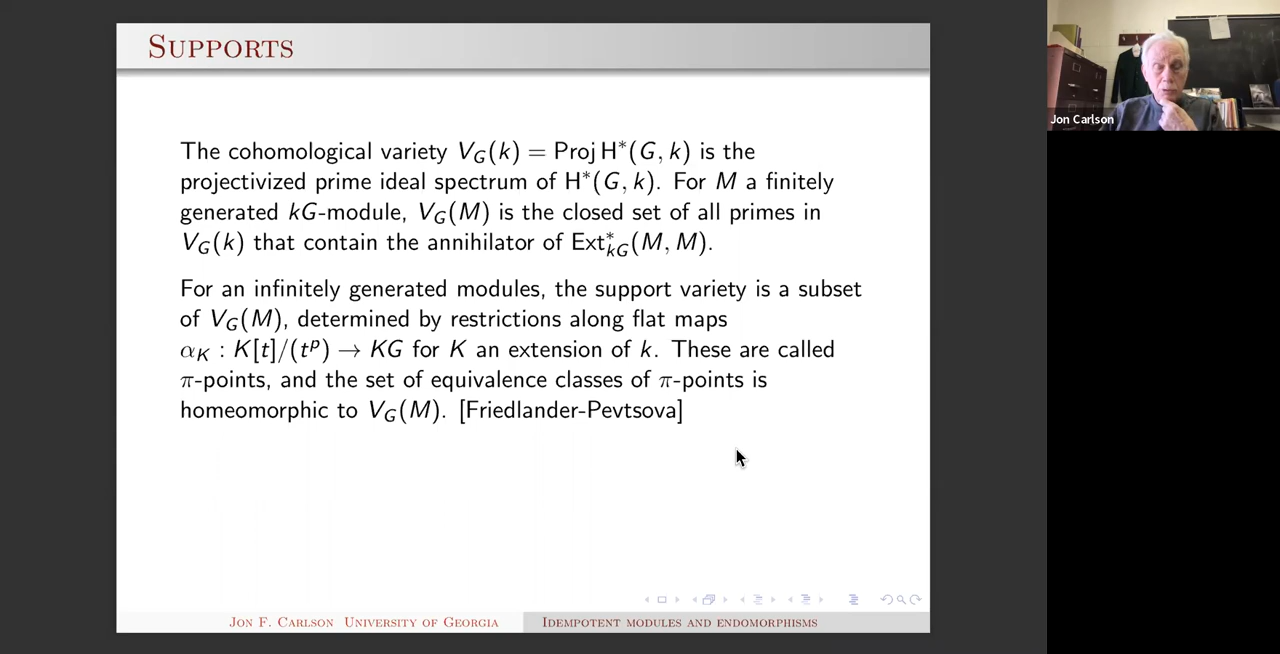 SUPPORTS
The cohomological variety V_G(k) = Proj H*(G, k) is the
projectivized prime ideal spectrum of H*(G, k). For M a finitely
generated kG-module, V_G(M) is the closed set of all primes in
V_G(k) that contain the annihilator of Ext*_{kG}(M, M).
For an infinitely generated modules, the support variety is a subset
of V_G(M), determined by restrictions along flat maps
α_K : K[t]/(t^p) → KG for K an extension of k. These are called
π-points, and the set of equivalence classes of π-points is
homeomorphic to V_G(M). [Friedlander-Pevtsova]
JON F. CARLSON UNIVERSITY OF GEORGIA
IDEMPOTENT MODULES AND ENDOMORPHISMS
Jon Carlson